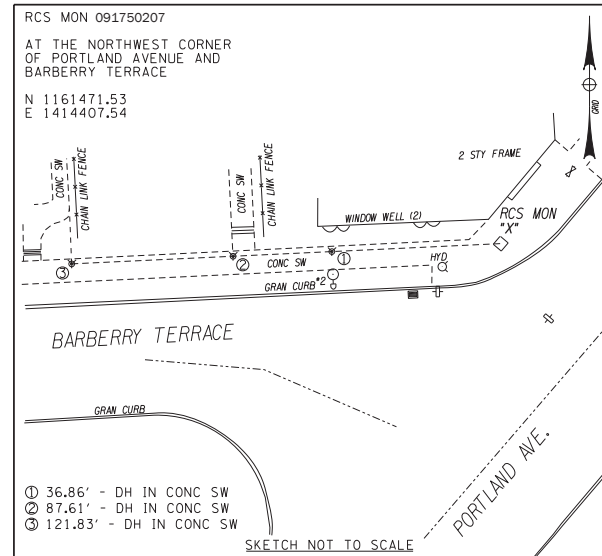 RCS MON 091750207
AT THE NORTHWEST CORNER
OF PORTLAND AVENUE AND
BARBERRY TERRACE
N 1161471.53
E 1414407.54
GRID
2 STY FRAME
CONC SW
CHAIN LINK FENCE
CONC SW
CHAIN LINK FENCE
WINDOW WELL (2)
RCS MON
"X"
HYD
③
②
①
CONC SW
GRAN CURB
#2
BARBERRY TERRACE
GRAN CURB
PORTLAND AVE.
① 36.86' - DH IN CONC SW
② 87.61' - DH IN CONC SW
③ 121.83' - DH IN CONC SW
SKETCH NOT TO SCALE